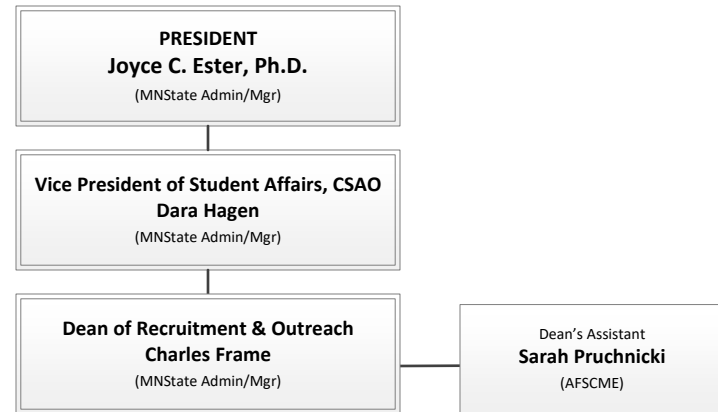 PRESIDENT
Joyce C. Ester, Ph.D.
(MNState Admin/Mgr)
Vice President of Student Affairs, CSAO
Dara Hagen
(MNState Admin/Mgr)
Dean of Recruitment & Outreach
Charles Frame
(MNState Admin/Mgr)
Dean’s Assistant
Sarah Pruchnicki
(AFSCME)